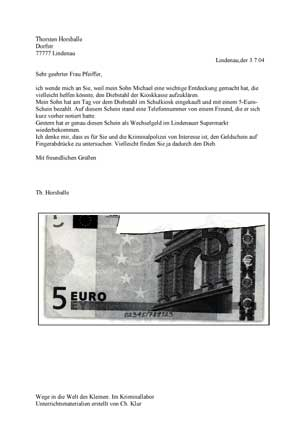 Thorsten Horshalle
Dorfstr
77777 Lindenau
Lindenau,der 3 7 04
Sehr geehrter Frau Pfeiffer,
ich wende mich an Sie, weil mein Sohn Michael eine wichtige Entdeckung gemacht hat, die
vielleicht helfen könnte, den Diebstahl der Kioskkasse aufzuklären.
Mein Sohn hat am Tag vor dem Diebstahl im Schulkiosk eingekauft und mit einem 5-Euro-
Schein bezahlt. Auf diesem Schein stand eine Telefonnummer von einem Freund, die er sich
kurz vorher notiert hatte.
Gestern hat er genau diesen Schein als Wechselgeld im Lindenauer Supermarkt
wiederbekommen.
Ich denke mir, dass es für Sie und die Kriminalpolizei von Interesse ist, den Geldschein auf
Fingerabdrücke zu untersuchen. Vielleicht finden Sie ja dadurch den Dieb.
Mit freundlichen Grüßen
Th. Horshalle
5 EURO
02345/789123
Wege in die Welt des Kleinen. Im Kriminallabor
Unterrichtsmaterialien erstellt von Ch. Klur